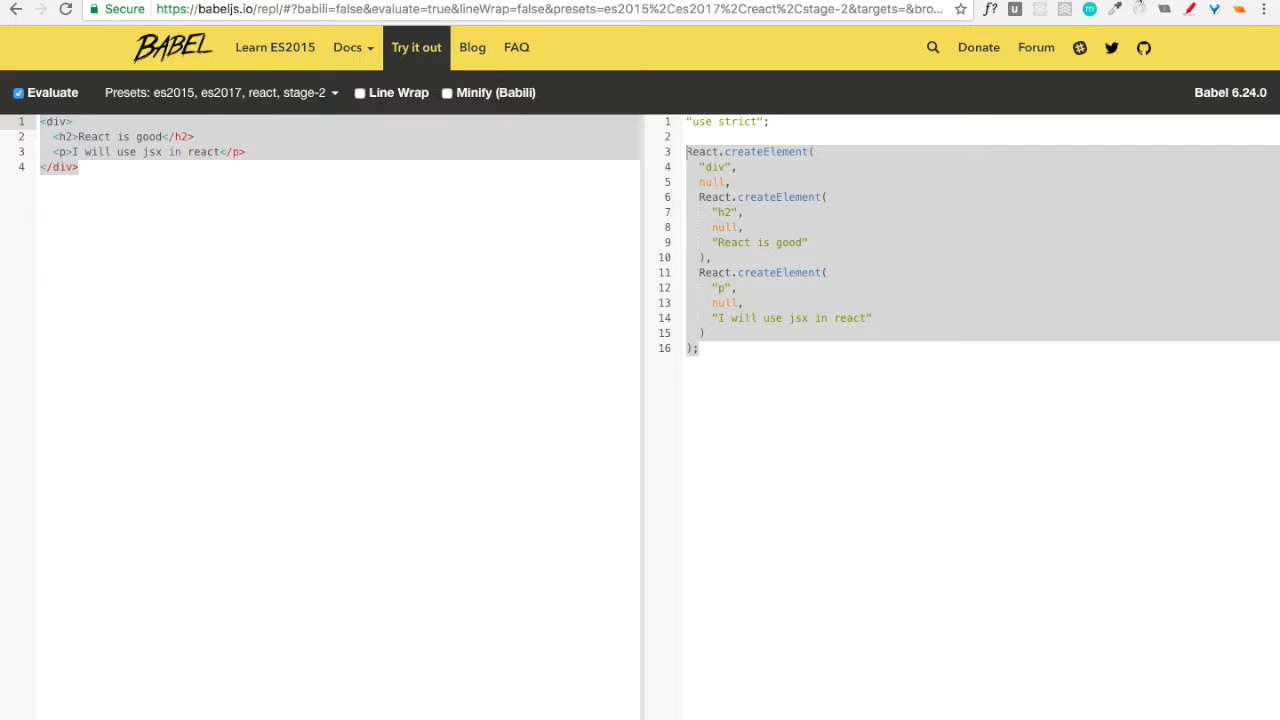 Secure https://babeljs.io/repl/#?babili=false&evaluate=true&lineWrap=false&presets=es2015%2Ces2017%2Creact%2Cstage-2&targets=&bro... f?
BABEL Learn ES2015 Docs Try it out Blog FAQ Donate Forum
Evaluate Presets: es2015, es2017, react, stage-2 Line Wrap Minify (Babili) Babel 6.24.0
1 <div>
2 <h2>React is good</h2>
3 <p>I will use jsx in react</p>
4 </div>
1 "use strict";
2
3 React.createElement(
4 "div",
5 null,
6 React.createElement(
7 "h2",
8 null,
9 "React is good"
10 ),
11 React.createElement(
12 "p",
13 null,
14 "I will use jsx in react"
15 )
16 );